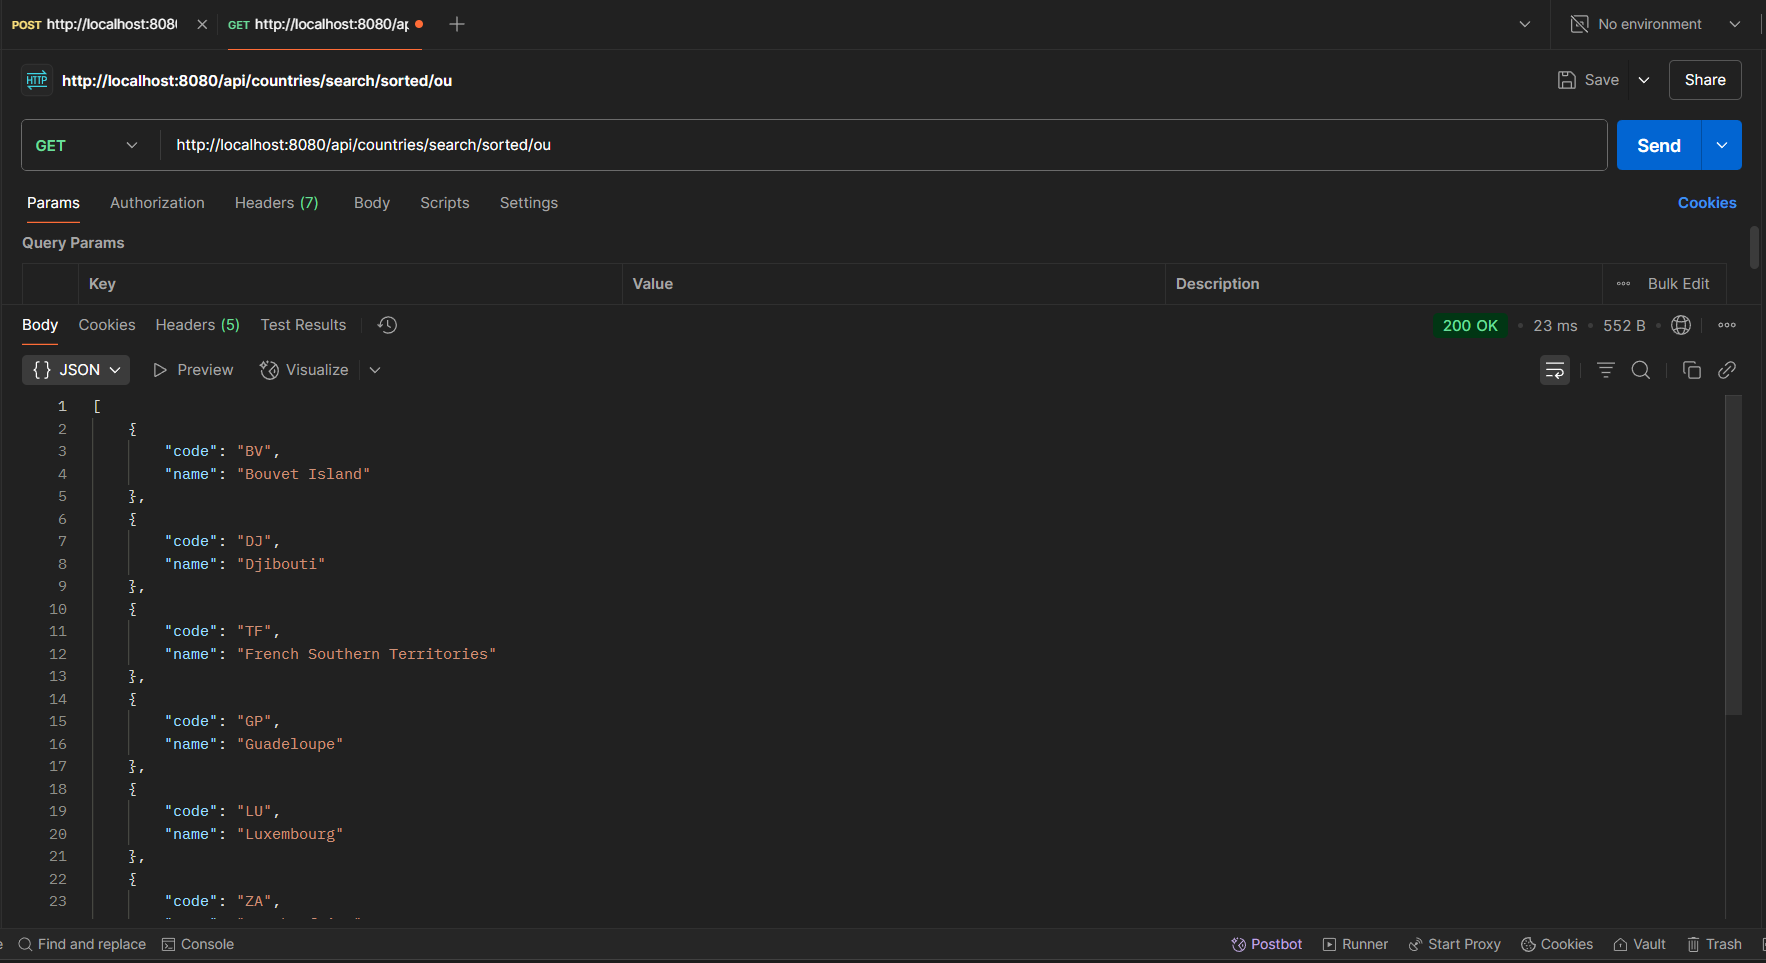 POST http://localhost:808 GET http://localhost:8080/a No environment
HTTP http://localhost:8080/api/countries/search/sorted/ou Save Share
GET http://localhost:8080/api/countries/search/sorted/ou Send
Params Authorization Headers (7) Body Scripts Settings Cookies
Query Params
Key Value Description Bulk Edit
Body Cookies Headers (5) Test Results 200 OK 23 ms 552 B
{} JSON Preview Visualize
1 [
2 {
3 "code": "BV",
4 "name": "Bouvet Island"
5 },
6 {
7 "code": "DJ",
8 "name": "Djibouti"
9 },
10 {
11 "code": "TF",
12 "name": "French Southern Territories"
13 },
14 {
15 "code": "GP",
16 "name": "Guadeloupe"
17 },
18 {
19 "code": "LU",
20 "name": "Luxembourg"
21 },
22 {
23 "code": "ZA",
Find and replace Console Postbot Runner Start Proxy Cookies Vault Trash